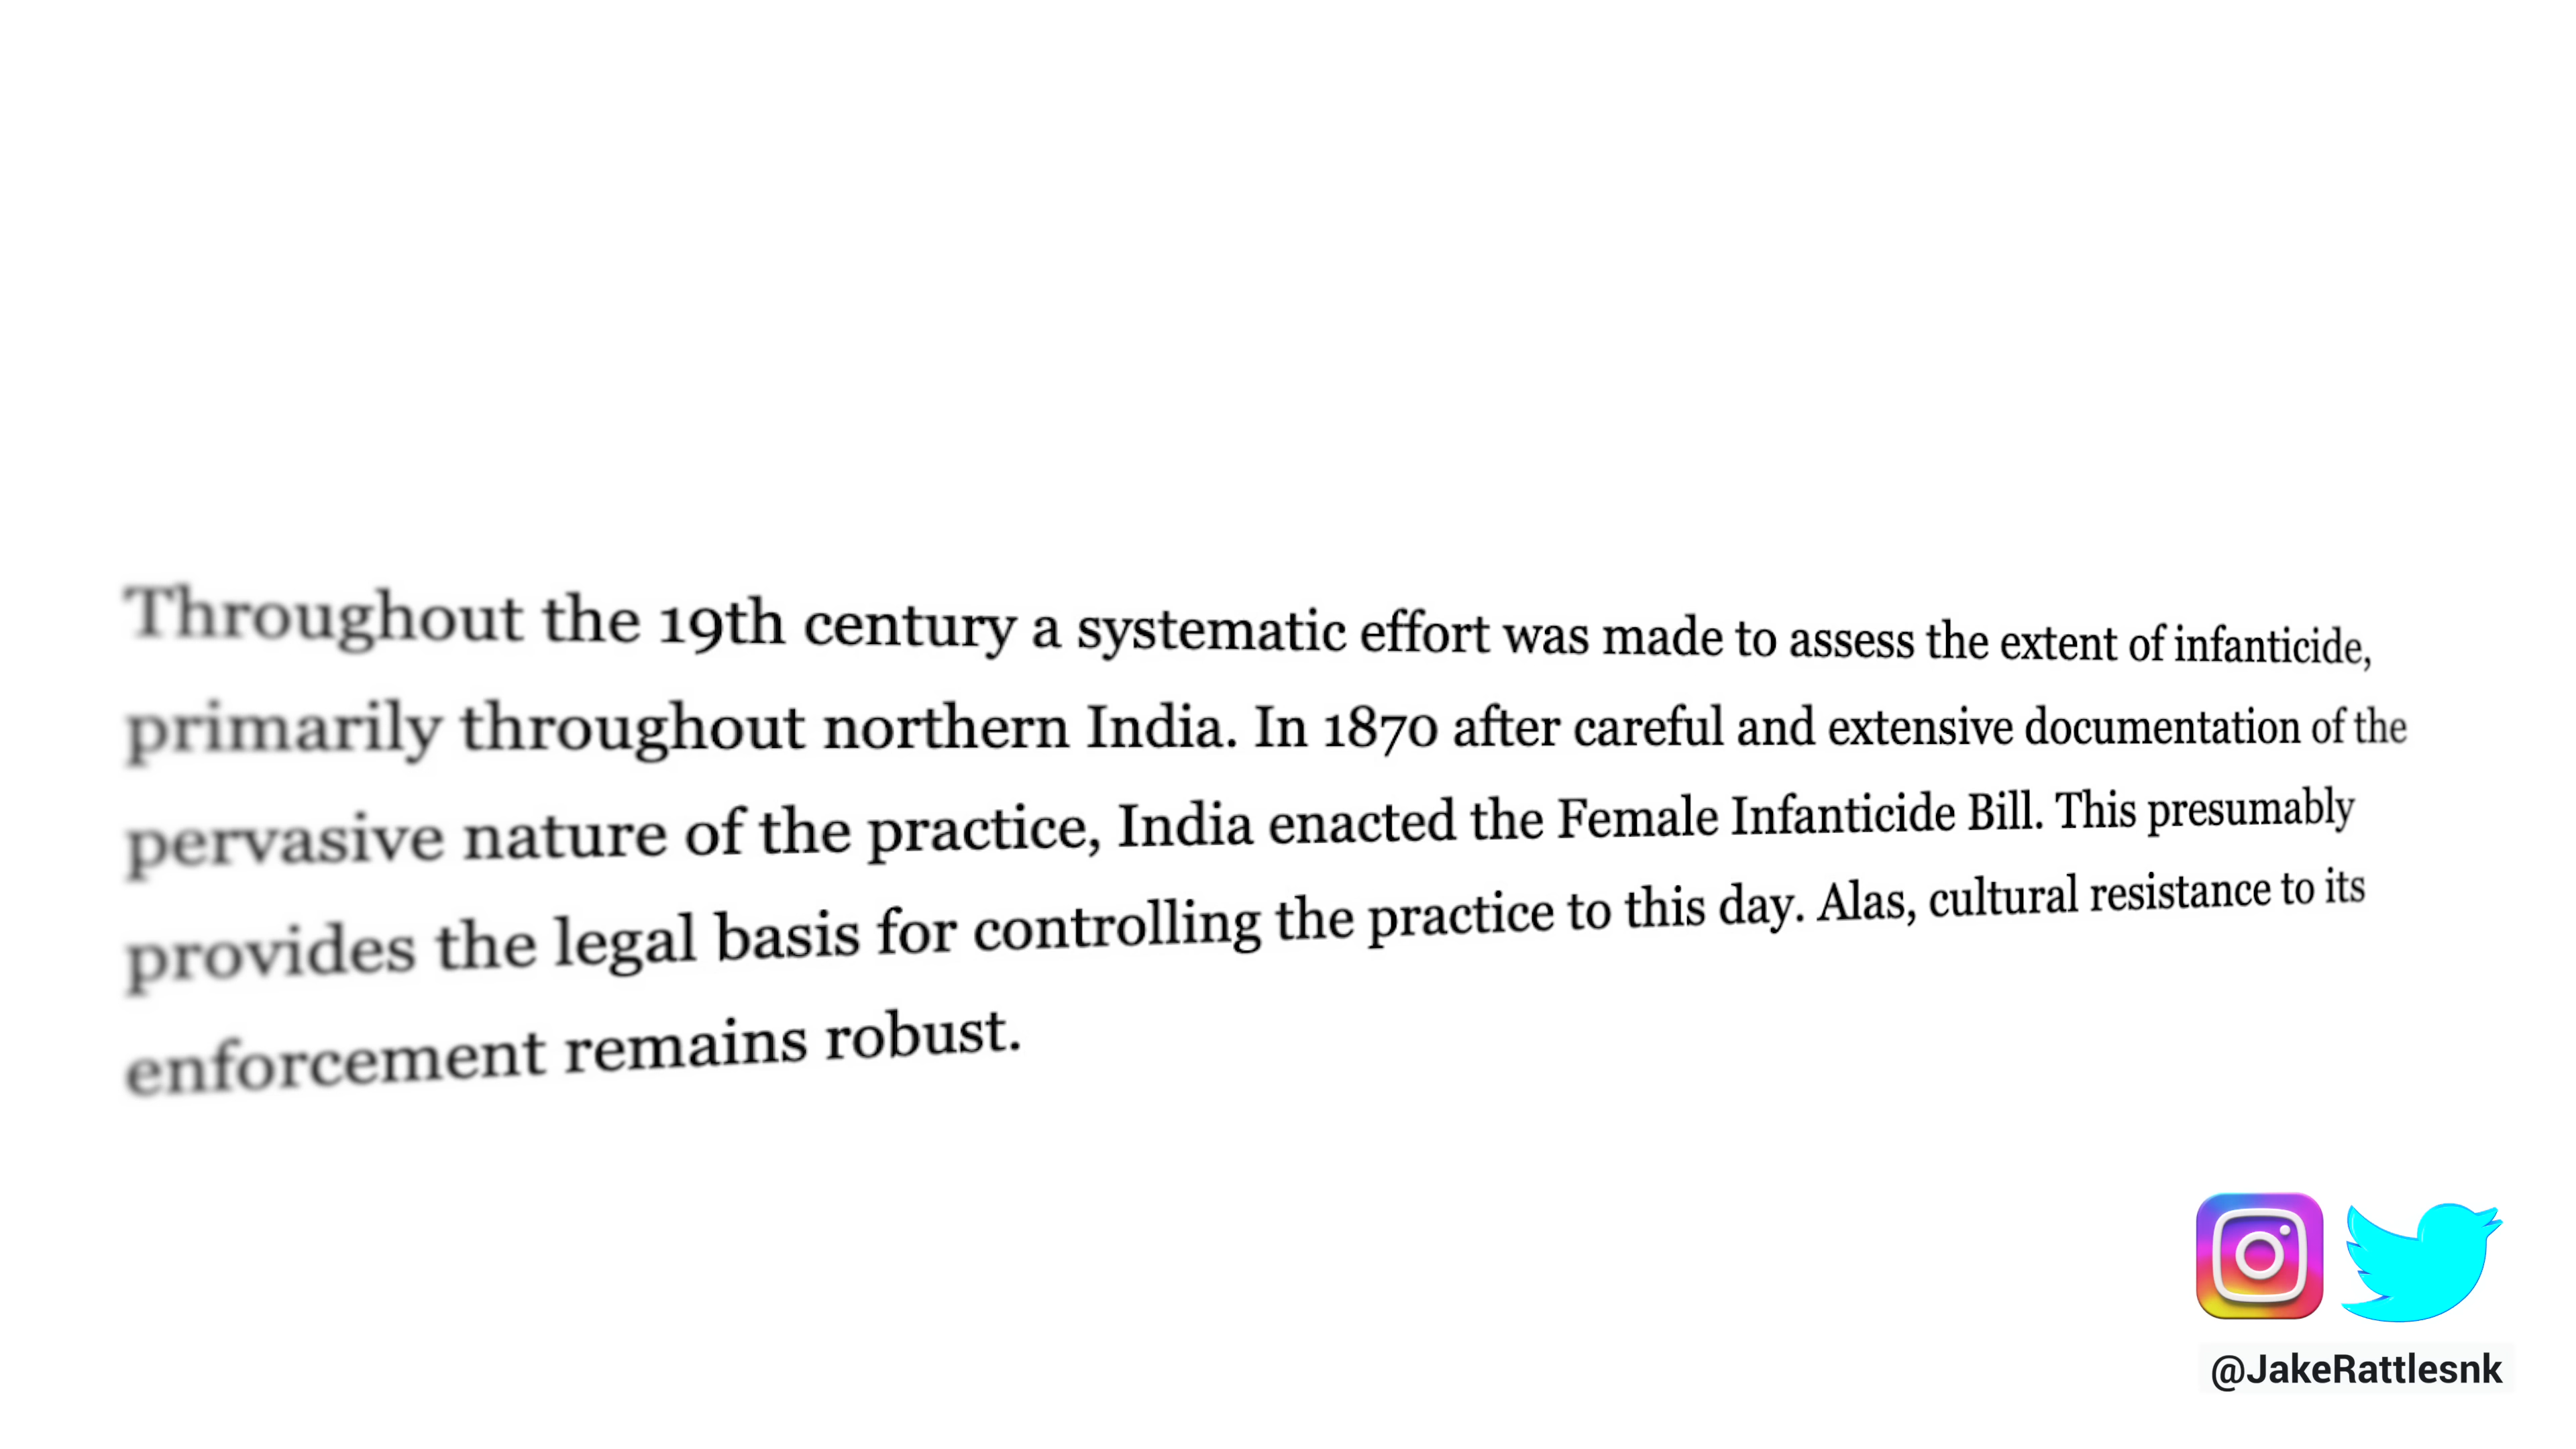 Throughout the 19th century a systematic effort was made to assess the extent of infanticide,
primarily throughout northern India. In 1870 after careful and extensive documentation of the
pervasive nature of the practice, India enacted the Female Infanticide Bill. This presumably
provides the legal basis for controlling the practice to this day. Alas, cultural resistance to its
enforcement remains robust.
@JakeRattlesnk